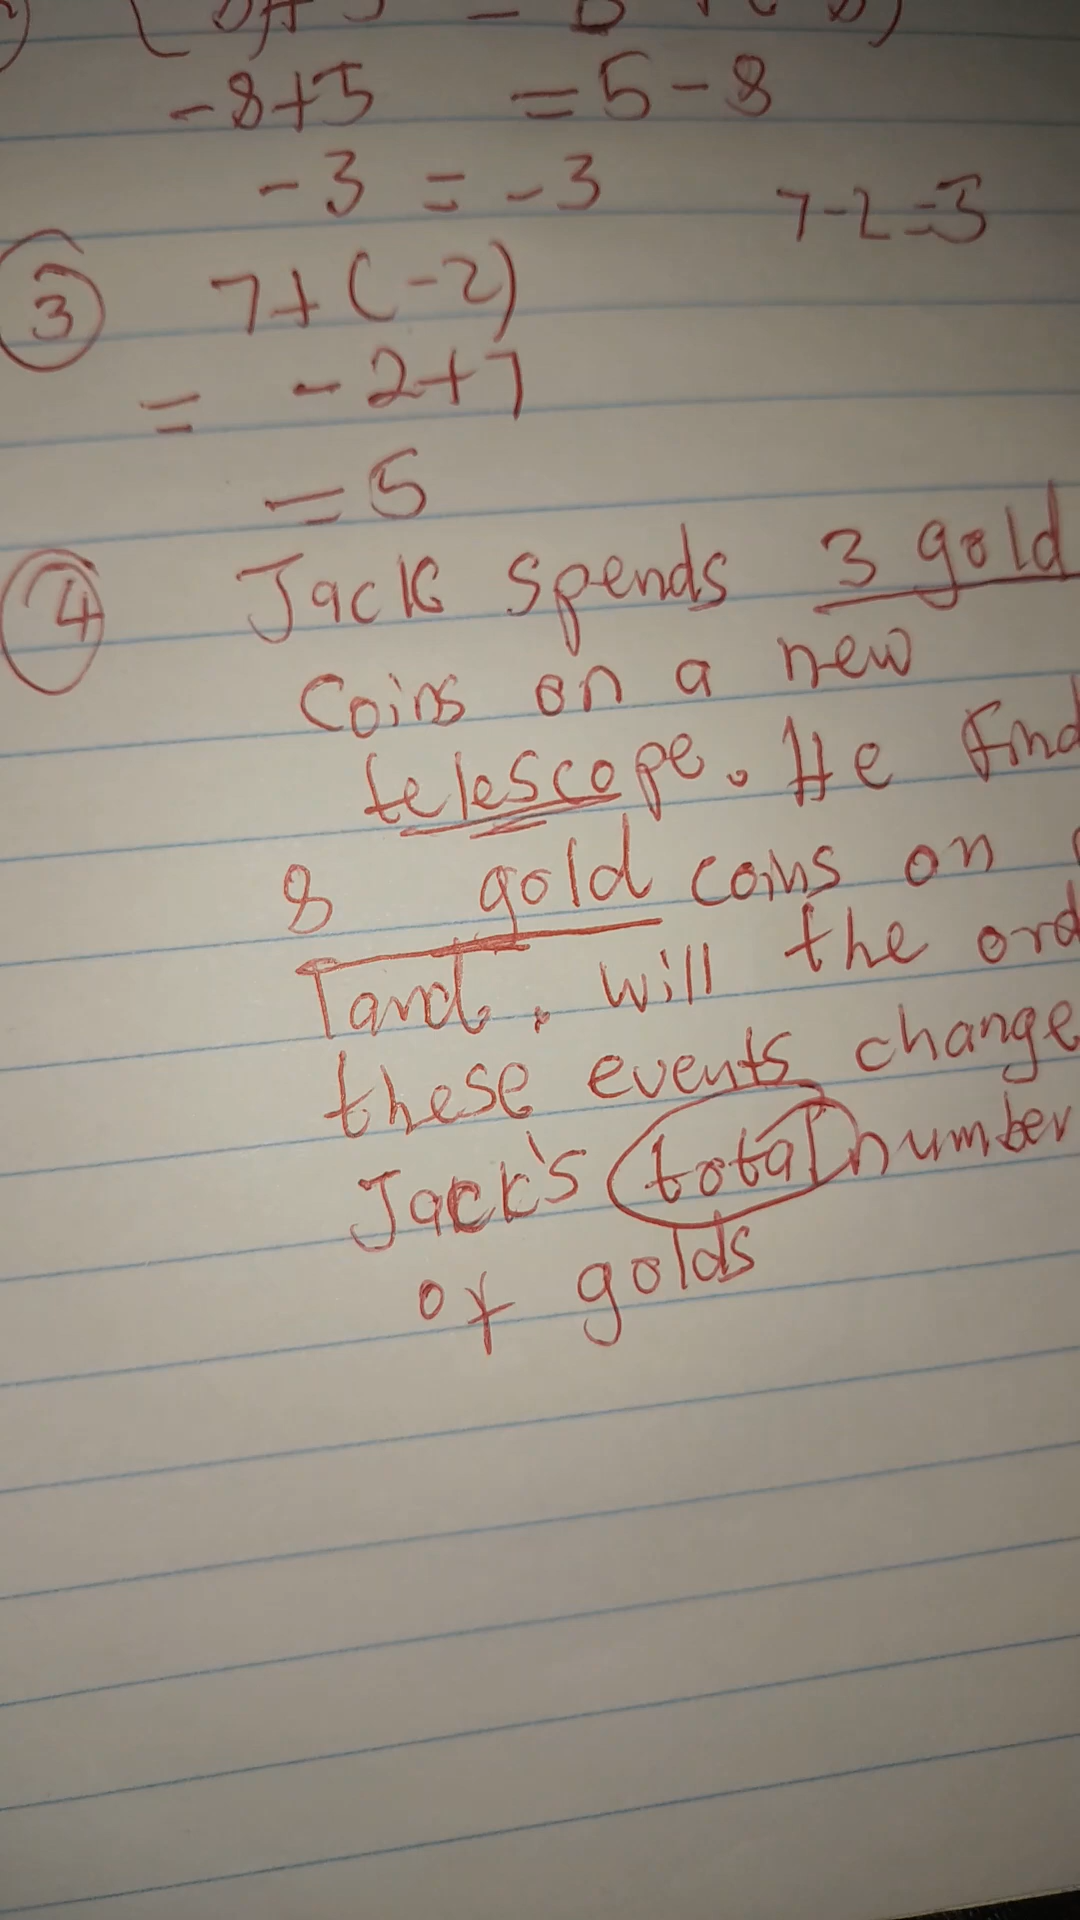 -8+5 = 5-8
-3 = -3
7-2=5
3 7+(-2)
= -2+7
= 5
4 Jack spends 3 gold
Coins on a new
telescope. He find
8 gold coins on
land. will the ord
these events change
Jack's total number
of golds